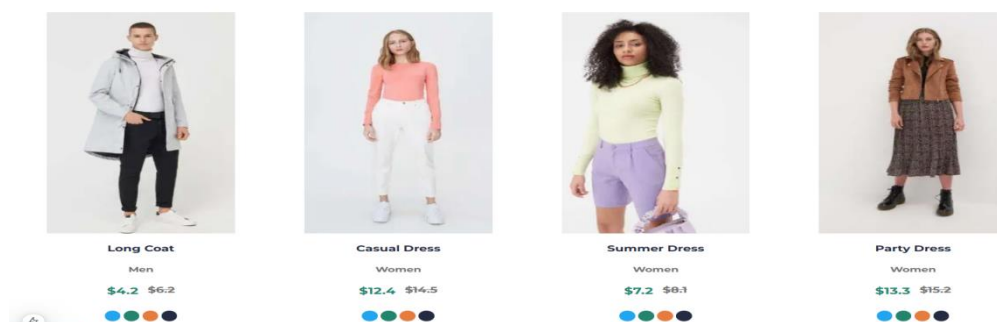 Long Coat
Men
$4.2 $6.2
Casual Dress
Women
$12.4 $14.5
Summer Dress
Women
$7.2 $8.1
Party Dress
Women
$13.3 $15.2